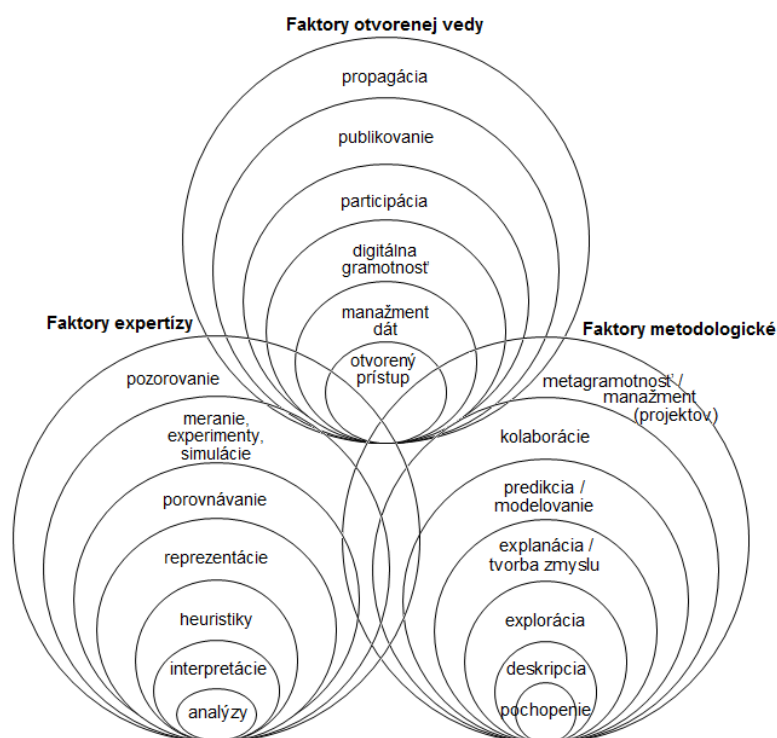 Faktory otvorenej vedy
propagácia
publikovanie
participácia
digitálna
gramotnosť
manažment
dát
otvorený
prístup
Faktory expertízy
pozorovanie
meranie,
experimenty,
simulácie
porovnávanie
reprezentácie
heuristiky
interpretácie
analýzy
Faktory metodologické
metagramotnosť /
manažment
(projektov)
kolaborácie
predikcia /
modelovanie
explanácia /
tvorba zmyslu
explorácia
deskripcia
pochopenie